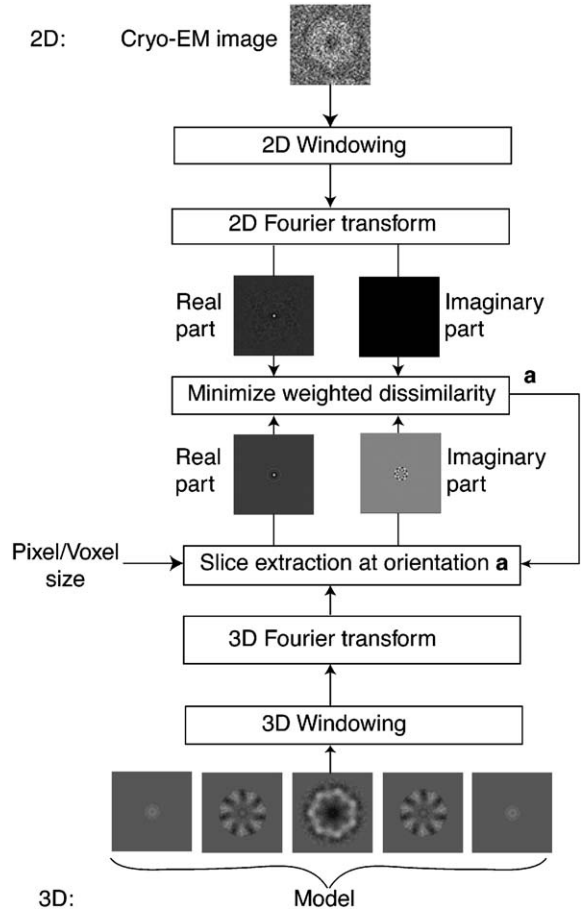 2D: Cryo-EM image
2D Windowing
2D Fourier transform
Real
part
Imaginary
part
Minimize weighted dissimilarity
a
Real
part
Imaginary
part
Pixel/Voxel
size
Slice extraction at orientation a
3D Fourier transform
3D Windowing
3D: Model